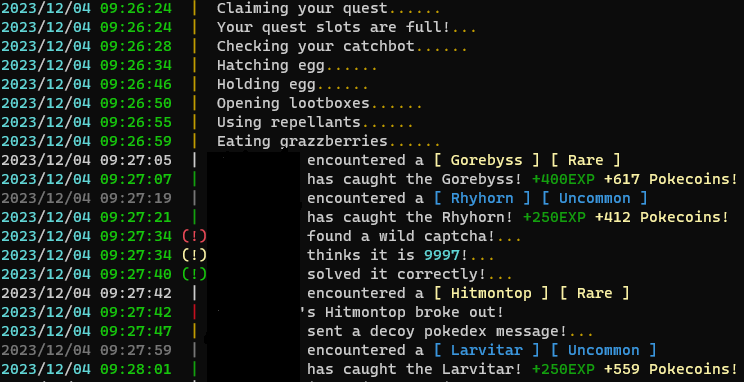 2023/12/04 09:26:24 | Claiming your quest......
2023/12/04 09:26:24 | Your quest slots are full!...
2023/12/04 09:26:28 | Checking your catchbot......
2023/12/04 09:26:34 | Hatching egg......
2023/12/04 09:26:46 | Holding egg......
2023/12/04 09:26:50 | Opening lootboxes......
2023/12/04 09:26:55 | Using repellants......
2023/12/04 09:26:59 | Eating grazzberries......
2023/12/04 09:27:05 | encountered a [ Gorebyss ] [ Rare ]
2023/12/04 09:27:07 | has caught the Gorebyss! +400EXP +617 Pokecoins!
2023/12/04 09:27:19 | encountered a [ Rhyhorn ] [ Uncommon ]
2023/12/04 09:27:21 | has caught the Rhyhorn! +250EXP +412 Pokecoins!
2023/12/04 09:27:34 (!) found a wild captcha!...
2023/12/04 09:27:34 (!) thinks it is 9997!...
2023/12/04 09:27:40 (!) solved it correctly!...
2023/12/04 09:27:42 | encountered a [ Hitmontop ] [ Rare ]
2023/12/04 09:27:42 | 's Hitmontop broke out!
2023/12/04 09:27:47 | sent a decoy pokedex message!...
2023/12/04 09:27:59 | encountered a [ Larvitar ] [ Uncommon ]
2023/12/04 09:28:01 | has caught the Larvitar! +250EXP +559 Pokecoins!